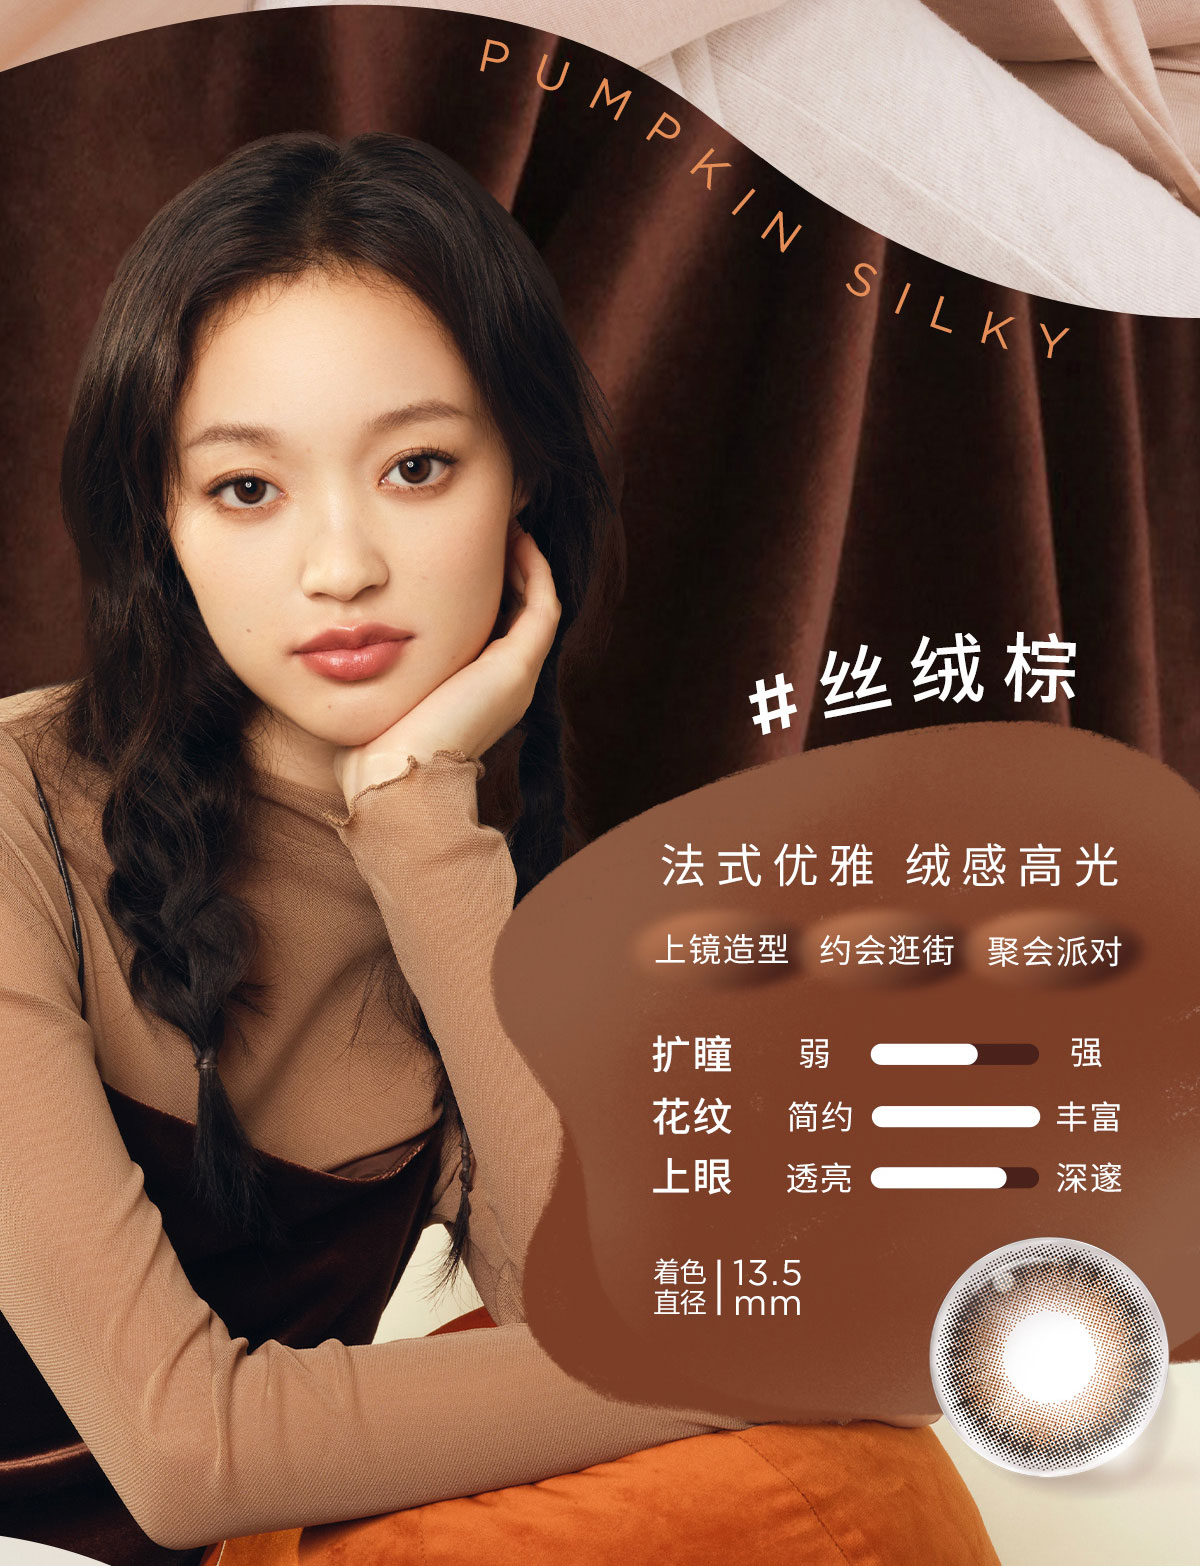 PUMPKIN SILKY
#丝绒棕
法式优雅 绒感高光
上镜造型 约会逛街 聚会派对
扩瞳 弱 强
花纹 简约 丰富
上眼 透亮 深邃
着色 13.5
直径 mm